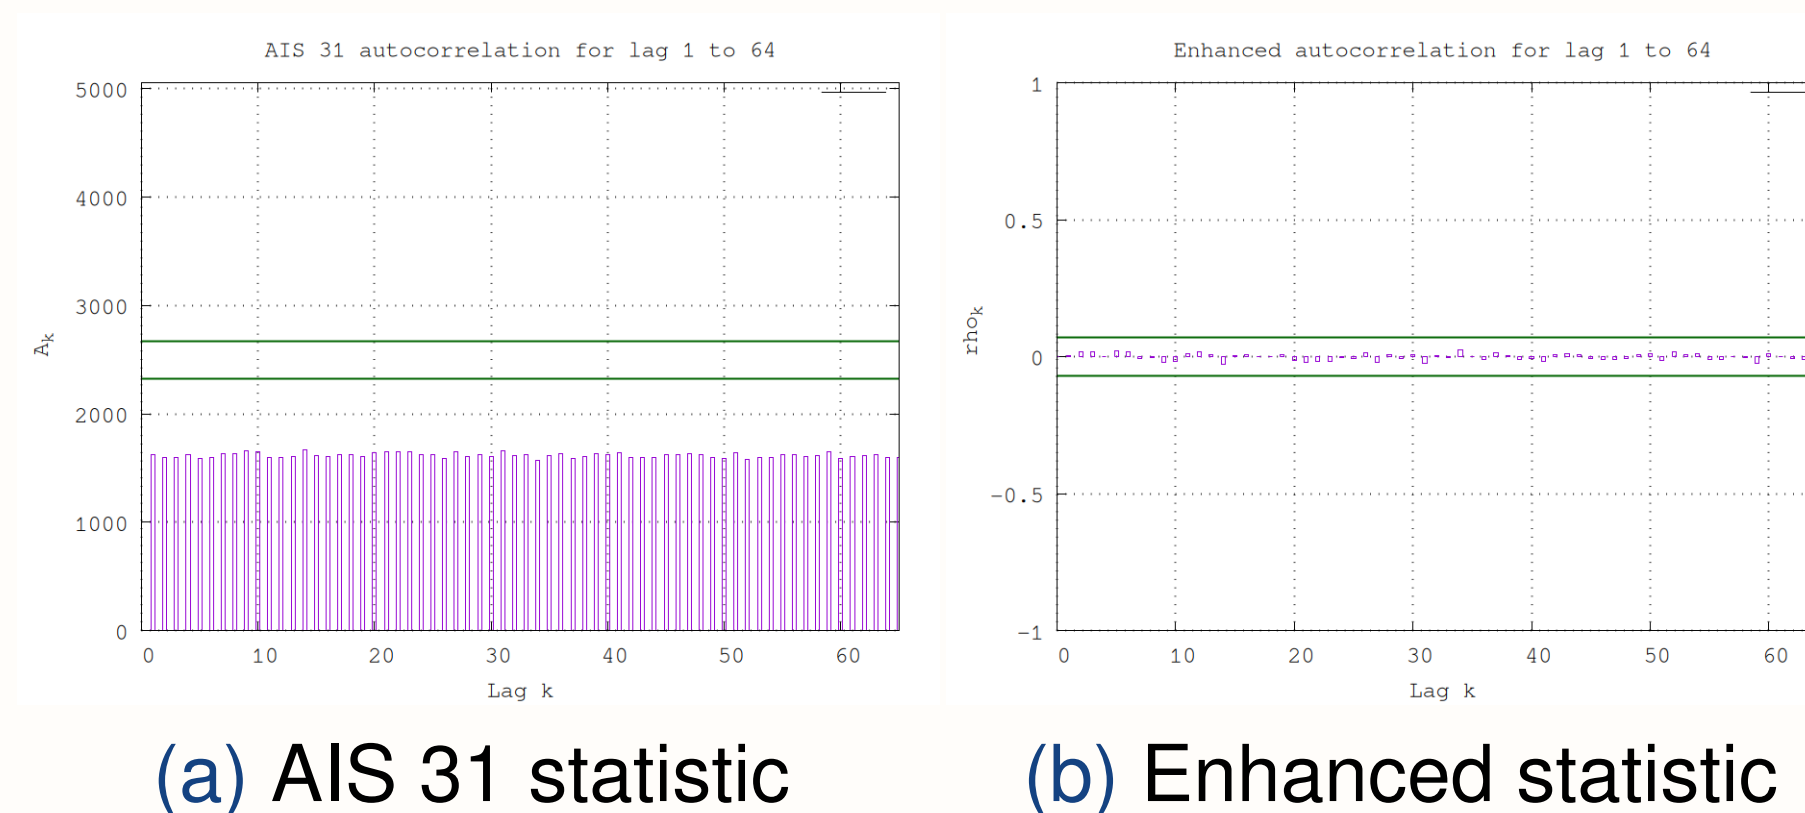 AIS 31 autocorrelation for lag 1 to 64
5000
4000
3000
2000
1000
0
Ak
0 10 20 30 40 50 60
Lag k
(a) AIS 31 statistic
Enhanced autocorrelation for lag 1 to 64
1
0.5
0
−0.5
−1
rhok
0 10 20 30 40 50 60
Lag k
(b) Enhanced statistic